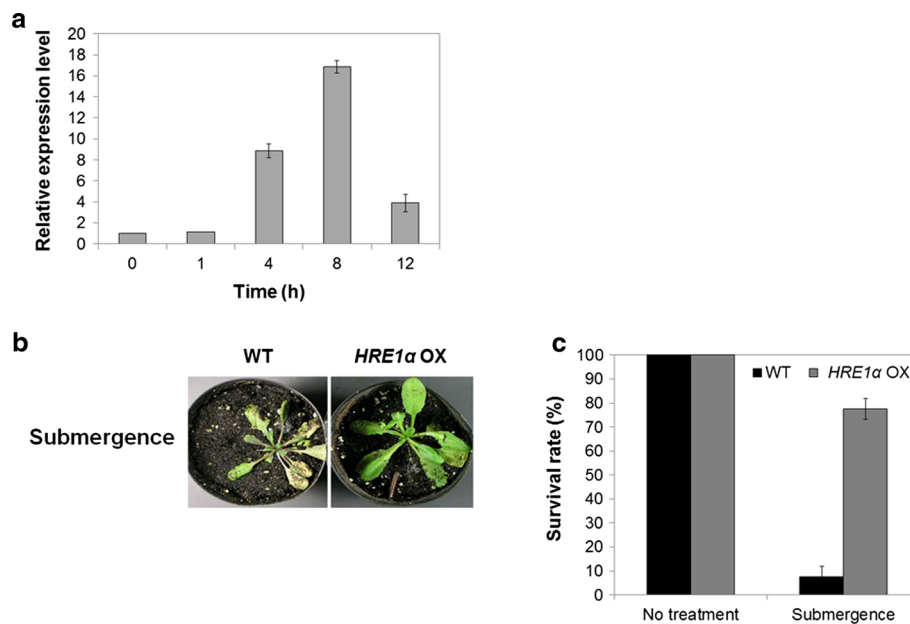 a
Relative expression level
20
18
16
14
12
10
8
6
4
2
0
0 1 4 8 12
Time (h)
b
WT HRE1α OX
Submergence
c
Survival rate (%)
100
90
80
70
60
50
40
30
20
10
0
WT HRE1α OX
No treatment Submergence